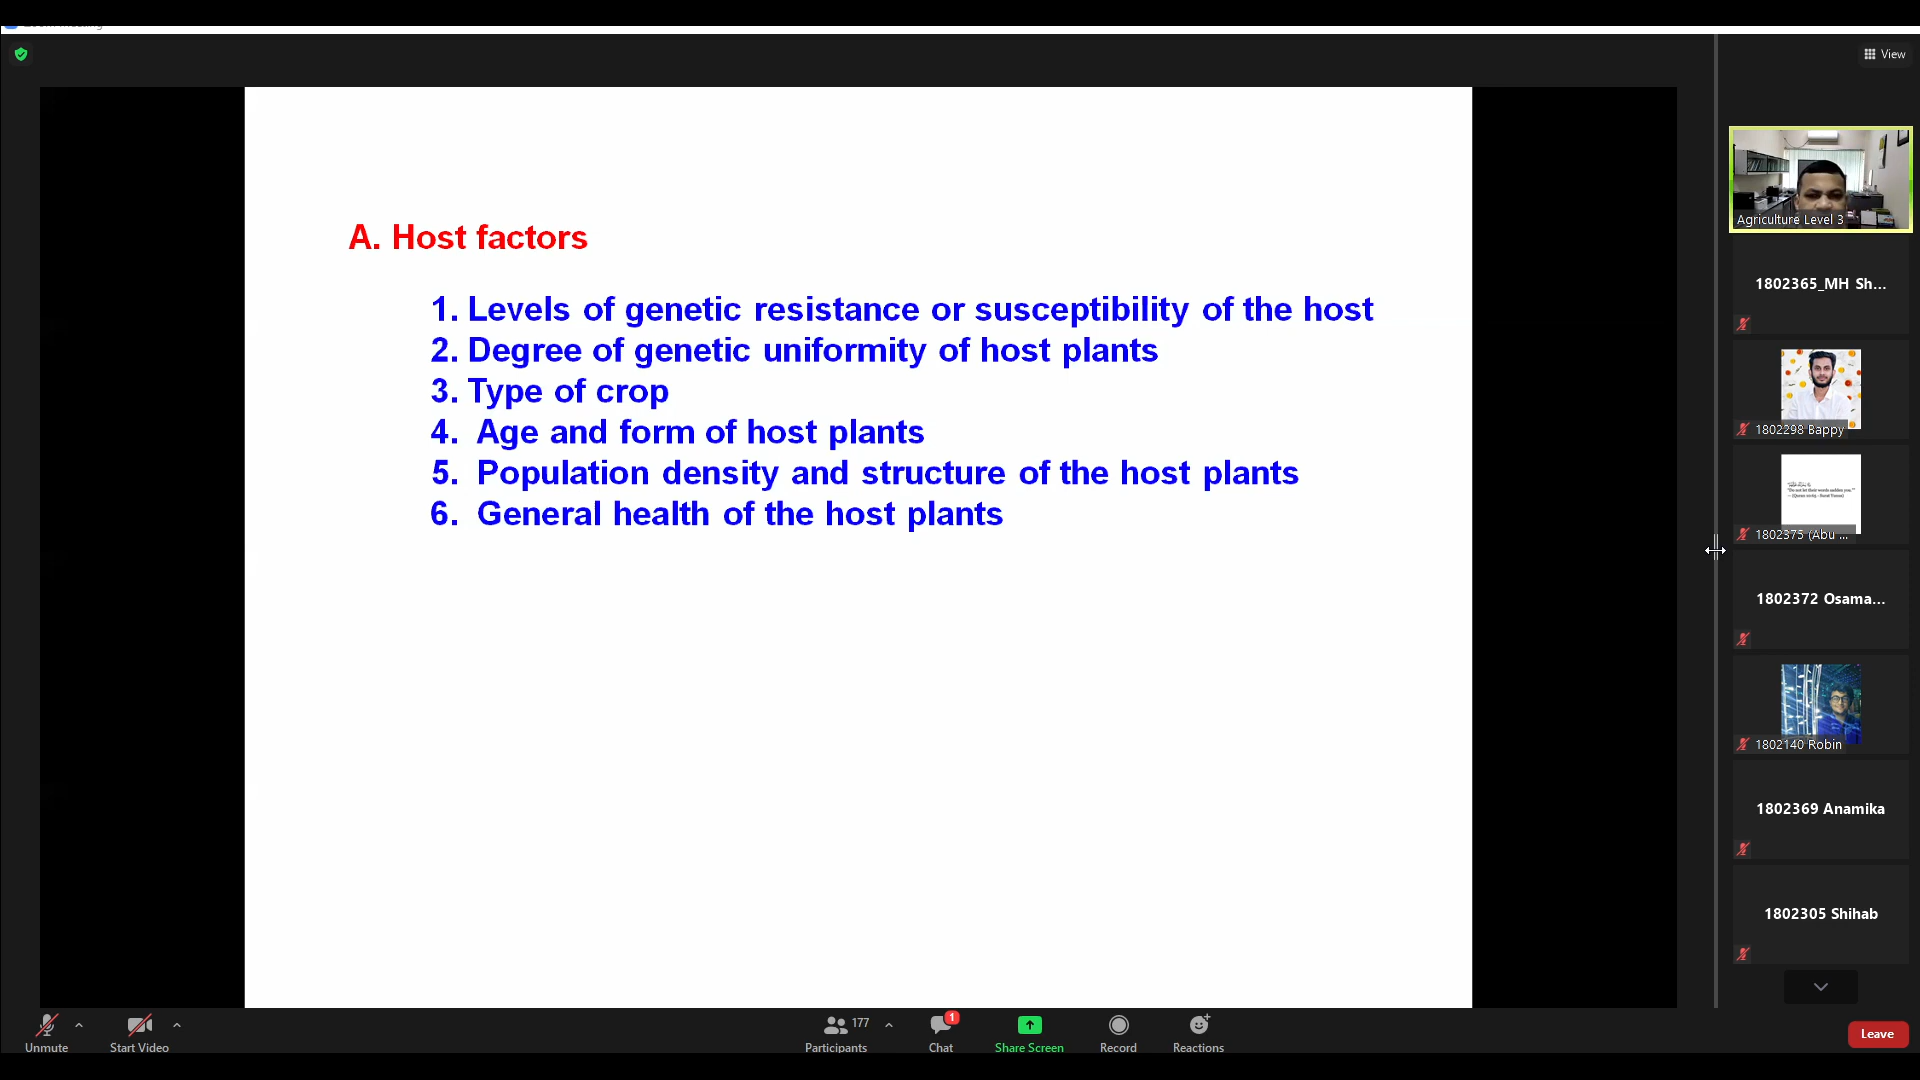 View
A. Host factors
1. Levels of genetic resistance or susceptibility of the host
2. Degree of genetic uniformity of host plants
3. Type of crop
4. Age and form of host plants
5. Population density and structure of the host plants
6. General health of the host plants
Agriculture Level 3
1802365_MH Sh...
1802298 Bappy
1802375 (Abu ...
1802372 Osama...
1802140 Robin
1802369 Anamika
1802305 Shihab
Unmute
Start Video
177
Participants
1
Chat
Share Screen
Record
Reactions
Leave